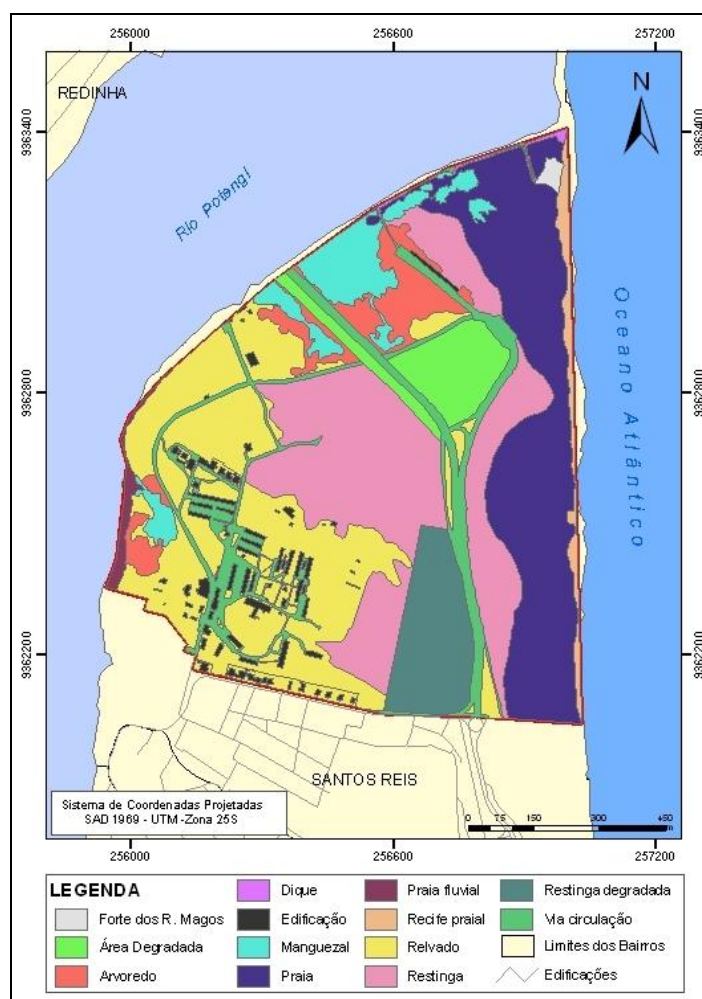 256000 256600 257200
REDINHA
N
9363400
Rio Potengi
9362800
Oceano Atlântico
9362200
SANTOS REIS
Sistema de Coordenadas Projetadas
SAD 1969 - UTM -Zona 25S
0 75 150 300 450
m
256000 256600 257200
9363400
9362800
9362200
LEGENDA
Dique
Praia fluvial
Restinga degradada
Forte dos R. Magos
Edificação
Recife praial
Via circulação
Área Degradada
Manguezal
Relvado
Limites dos Bairros
Arvoredo
Praia
Restinga
Edificações